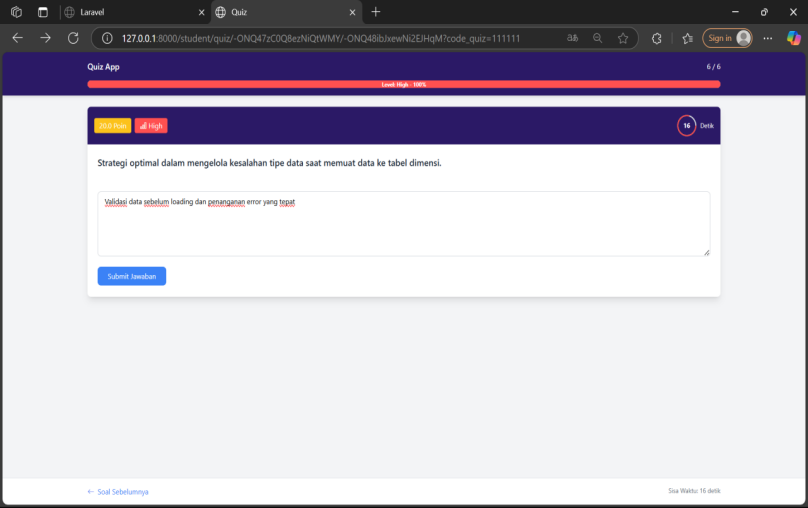 Laravel
Quiz
127.0.0.1:8000/student/quiz/-ONQ47zC0Q8ezNiQtWMY/-ONQ48ibJxewNi2EJHqM?code_quiz=111111
Sign in
Quiz App
6 / 6
Level: High - 100%
20.0 Poin
High
16
Detik
Strategi optimal dalam mengelola kesalahan tipe data saat memuat data ke tabel dimensi.
Validasi data sebelum loading dan penanganan error yang tepat
Submit Jawaban
← Soal Sebelumnya
Sisa Waktu: 16 detik